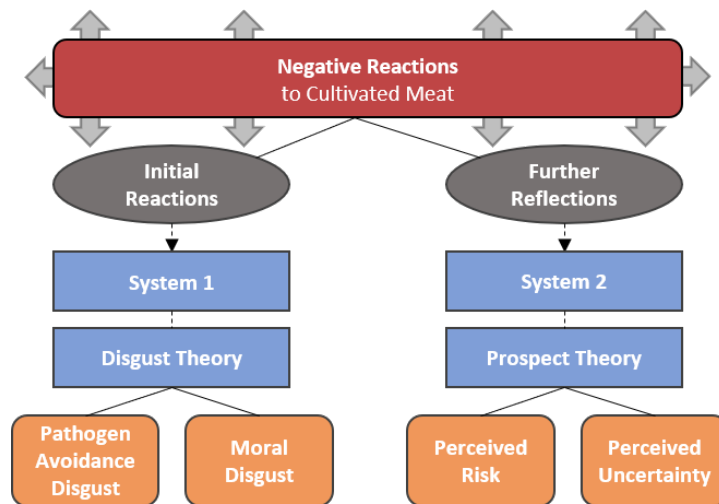 Negative Reactions
to Cultivated Meat
Initial
Reactions
Further
Reflections
System 1
System 2
Disgust Theory
Prospect Theory
Pathogen
Avoidance
Disgust
Moral
Disgust
Perceived
Risk
Perceived
Uncertainty